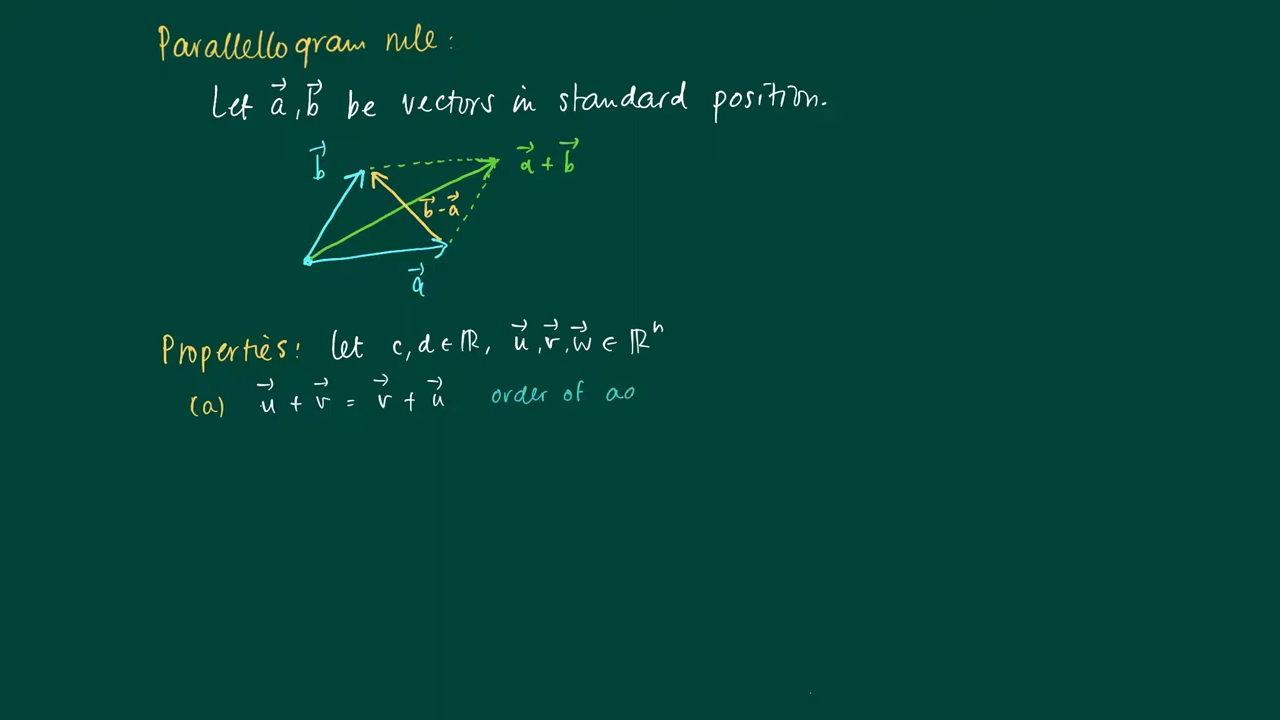 Parallellogram rule:
Let a⃗, b⃗ be vectors in standard position.
b⃗
a⃗ + b⃗
b⃗ - a⃗
a⃗
Properties: let c, d ∈ ℝ, u⃗, v⃗, w⃗ ∈ ℝⁿ
(a) u⃗ + v⃗ = v⃗ + u⃗ order of ao